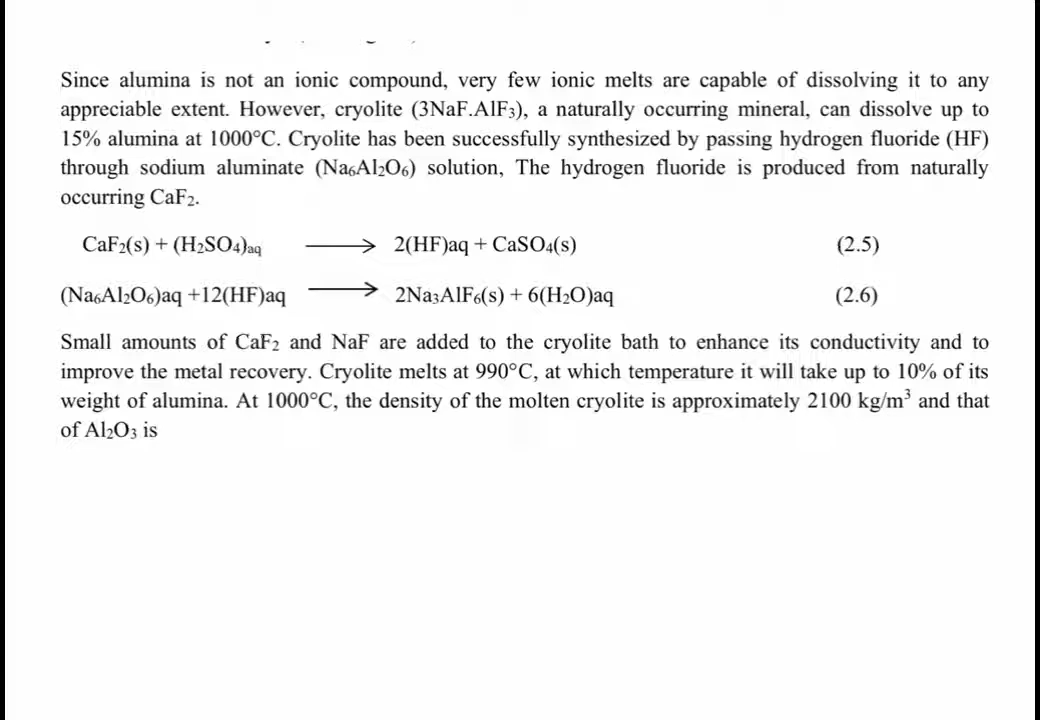 Since alumina is not an ionic compound, very few ionic melts are capable of dissolving it to any
appreciable extent. However, cryolite (3NaF.AlF₃), a naturally occurring mineral, can dissolve up to
15% alumina at 1000°C. Cryolite has been successfully synthesized by passing hydrogen fluoride (HF)
through sodium aluminate (Na₆Al₂O₆) solution, The hydrogen fluoride is produced from naturally
occurring CaF₂.
CaF₂(s) + (H₂SO₄)aq ⟶ 2(HF)aq + CaSO₄(s) (2.5)
(Na₆Al₂O₆)aq +12(HF)aq ⟶ 2Na₃AlF₆(s) + 6(H₂O)aq (2.6)
Small amounts of CaF₂ and NaF are added to the cryolite bath to enhance its conductivity and to
improve the metal recovery. Cryolite melts at 990°C, at which temperature it will take up to 10% of its
weight of alumina. At 1000°C, the density of the molten cryolite is approximately 2100 kg/m³ and that
of Al₂O₃ is